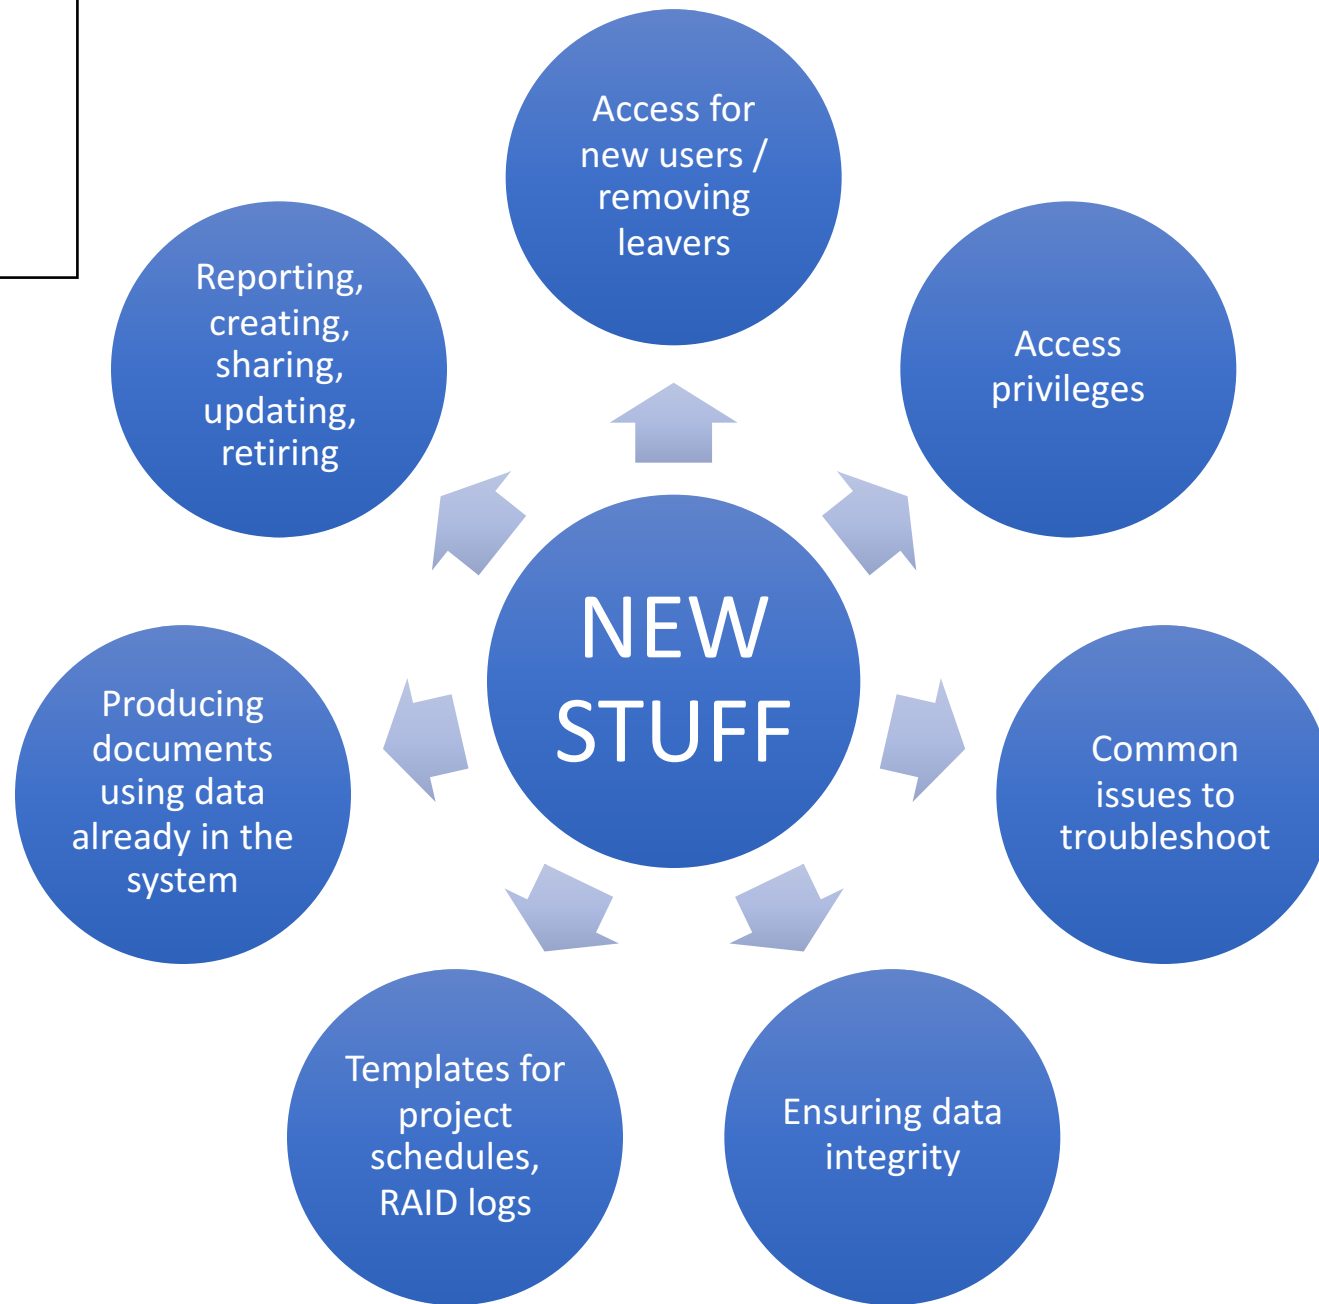 Access for
new users /
removing
leavers
Access
privileges
Common
issues to
troubleshoot
Ensuring data
integrity
Templates for
project
schedules,
RAID logs
Producing
documents
using data
already in the
system
Reporting,
creating,
sharing,
updating,
retiring
NEW
STUFF